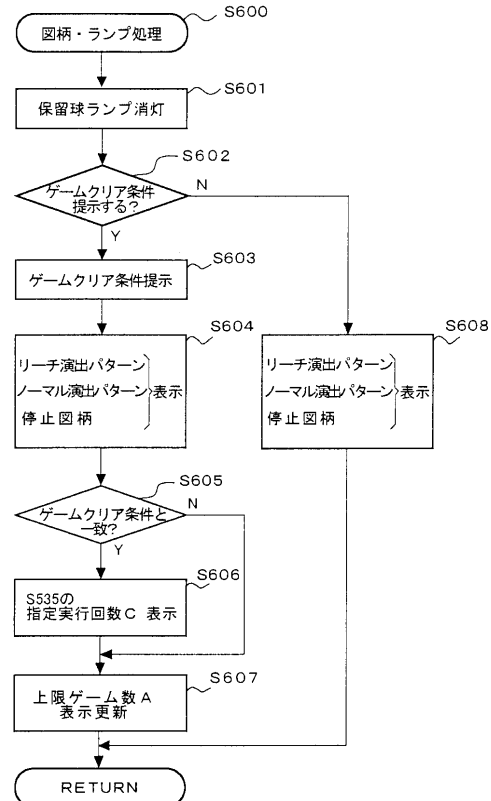 S600
図柄・ランプ処理
S601
保留球ランプ消灯
S602
ゲームクリア条件
提示する?
N
Y
S603
ゲームクリア条件提示
S604
リーチ演出パターン
ノーマル演出パターン
停止図柄
表示
S608
リーチ演出パターン
ノーマル演出パターン
停止図柄
表示
S605
ゲームクリア条件と
一致?
N
Y
S606
S535の
指定実行回数C 表示
S607
上限ゲーム数A
表示更新
RETURN